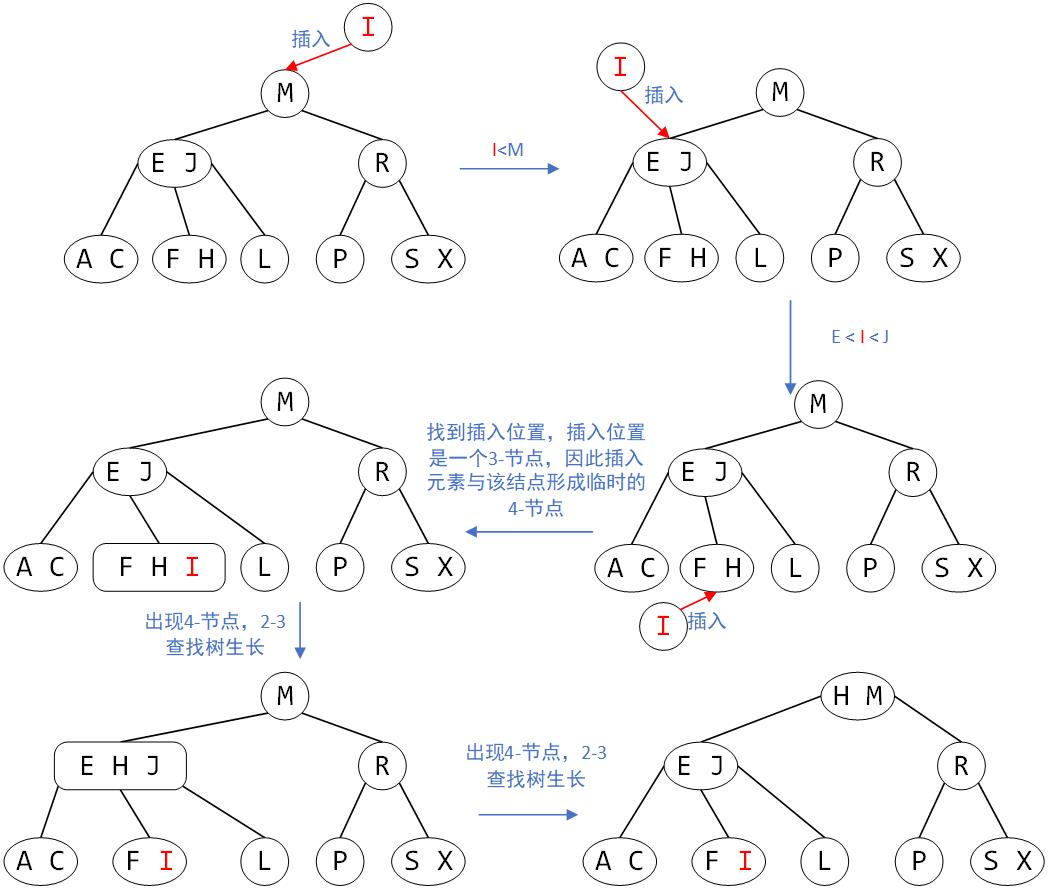 I
插入
M
E J
R
A C
F H
L
P
S X
I<M
I
插入
M
E J
R
A C
F H
L
P
S X
E < I < J
M
E J
R
A C
F H
L
P
S X
I
插入
找到插入位置，插入位置
是一个3-节点，因此插入
元素与该结点形成临时的
4-节点
M
E J
R
A C
F H I
L
P
S X
出现4-节点，2-3
查找树生长
M
E H J
R
A C
F I
L
P
S X
出现4-节点，2-3
查找树生长
H M
E J
R
A C
F I
L
P
S X